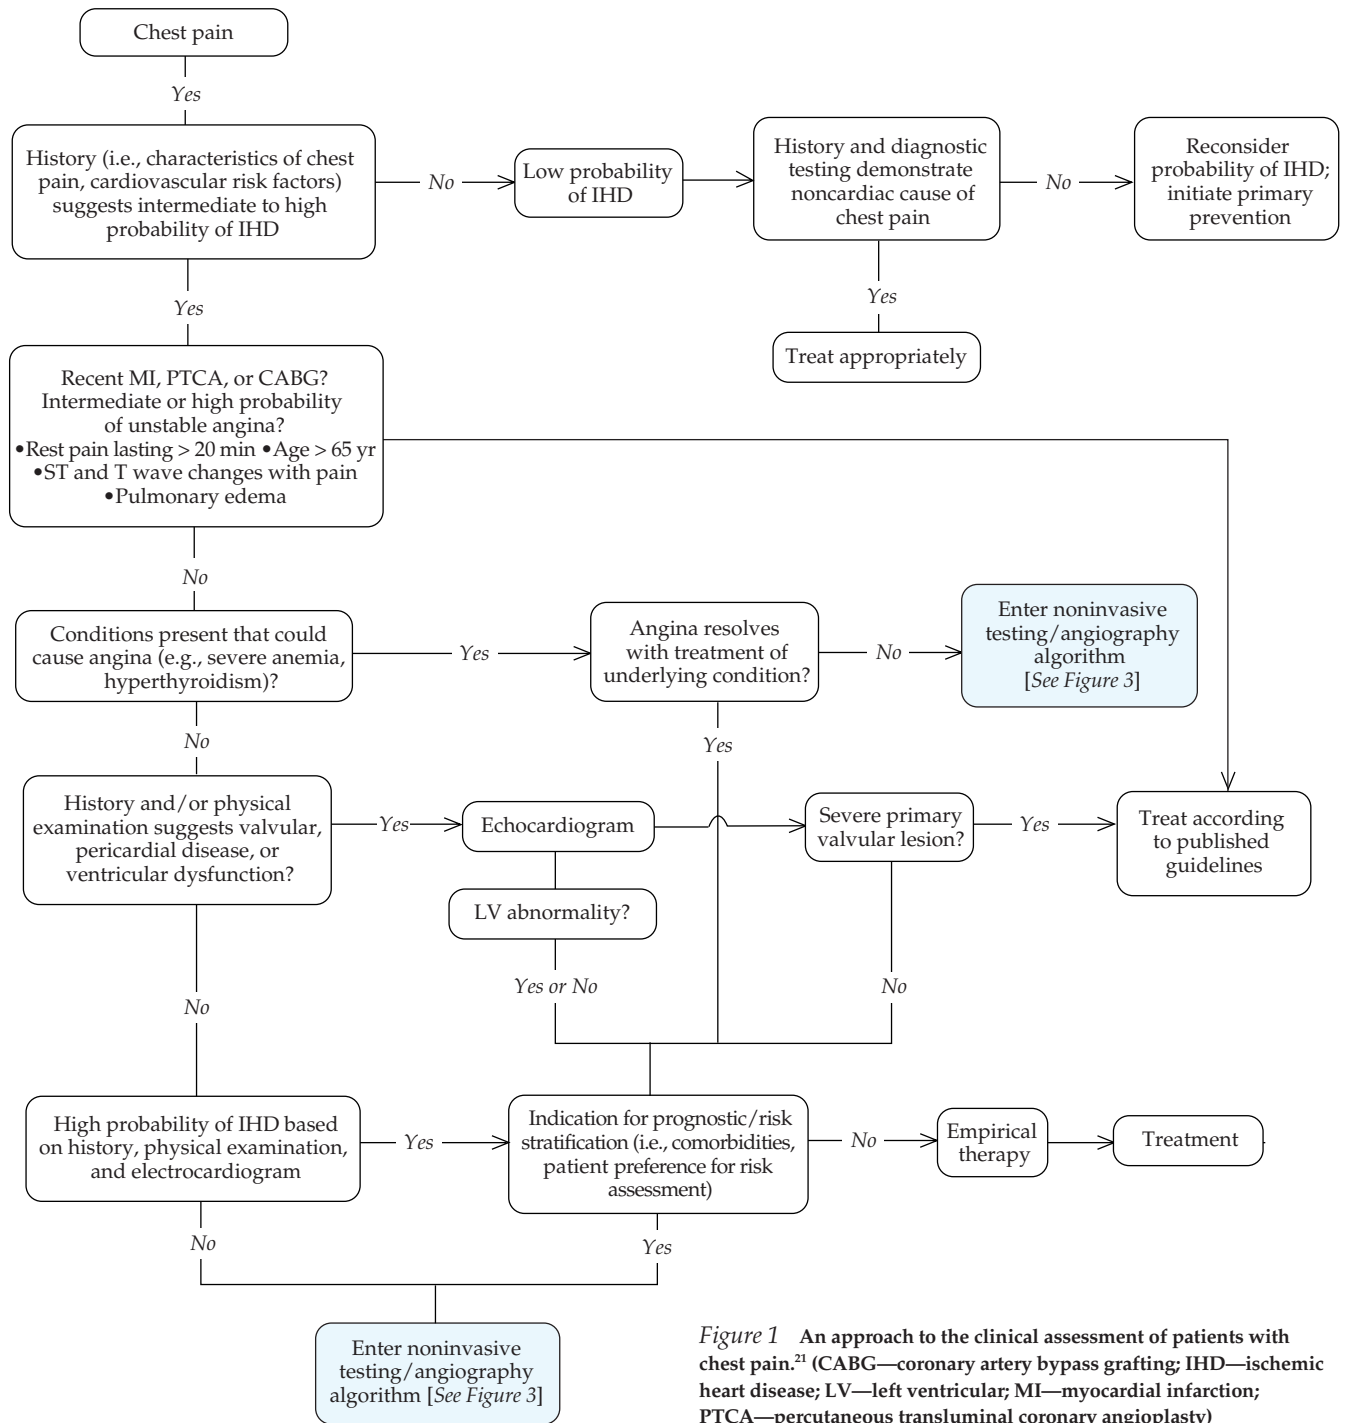 Chest pain
Yes
History (i.e., characteristics of chest
pain, cardiovascular risk factors)
suggests intermediate to high
probability of IHD
No
Low probability
of IHD
History and diagnostic
testing demonstrate
noncardiac cause of
chest pain
No
Reconsider
probability of IHD;
initiate primary
prevention
Yes
Treat appropriately
Yes
Recent MI, PTCA, or CABG?
Intermediate or high probability
of unstable angina?
•Rest pain lasting > 20 min •Age > 65 yr
•ST and T wave changes with pain
•Pulmonary edema
No
Conditions present that could
cause angina (e.g., severe anemia,
hyperthyroidism)?
Yes
Angina resolves
with treatment of
underlying condition?
No
Enter noninvasive
testing/angiography
algorithm
[See Figure 3]
Yes
No
History and/or physical
examination suggests valvular,
pericardial disease, or
ventricular dysfunction?
Yes
Echocardiogram
Severe primary
valvular lesion?
Yes
Treat according
to published
guidelines
LV abnormality?
Yes or No
No
No
High probability of IHD based
on history, physical examination,
and electrocardiogram
Yes
Indication for prognostic/risk
stratification (i.e., comorbidities,
patient preference for risk
assessment)
No
Empirical
therapy
Treatment
No
Yes
Enter noninvasive
testing/angiography
algorithm [See Figure 3]
Figure 1 An approach to the clinical assessment of patients with
chest pain.²¹ (CABG—coronary artery bypass grafting; IHD—ischemic
heart disease; LV—left ventricular; MI—myocardial infarction;
PTCA—percutaneous transluminal coronary angioplasty)